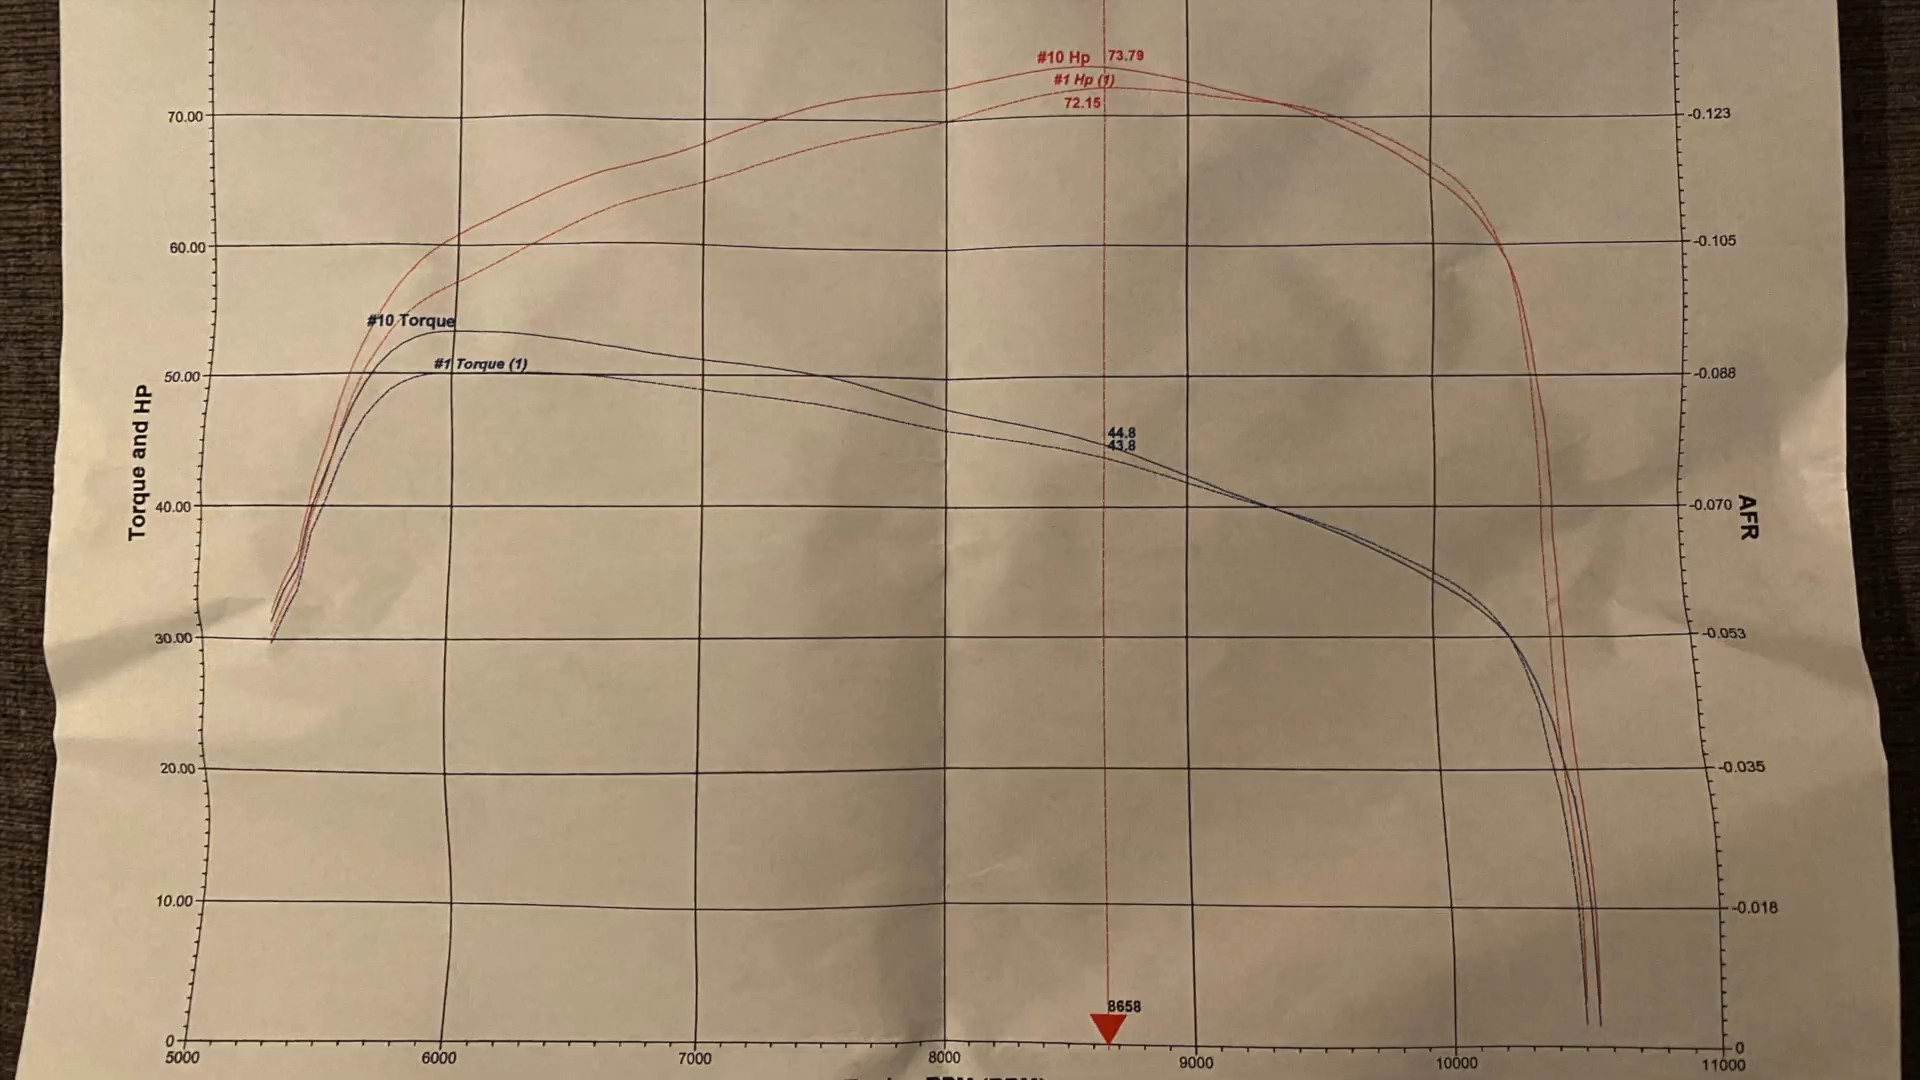 #10 Hp 73.79
#1 Hp (1)
72.15
70.00
-0.123
60.00
-0.105
#10 Torque
#1 Torque (1)
50.00
-0.088
44.8
43.8
Torque and HP
40.00
-0.070
AFR
30.00
-0.053
20.00
-0.035
10.00
-0.018
8658
0
0
5000 6000 7000 8000 9000 10000 11000